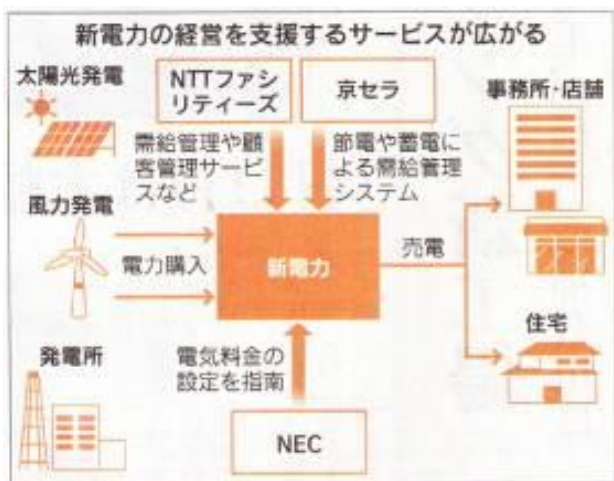 新電力の経営を支援するサービスが広がる
太陽光発電
NTTファシ
リティーズ
京セラ
事務所・店舗
需給管理や顧
客管理サービ
スなど
節電や蓄電に
よる需給管理
システム
風力発電
電力購入
新電力
売電
住宅
発電所
電気料金の
設定を指南
NEC